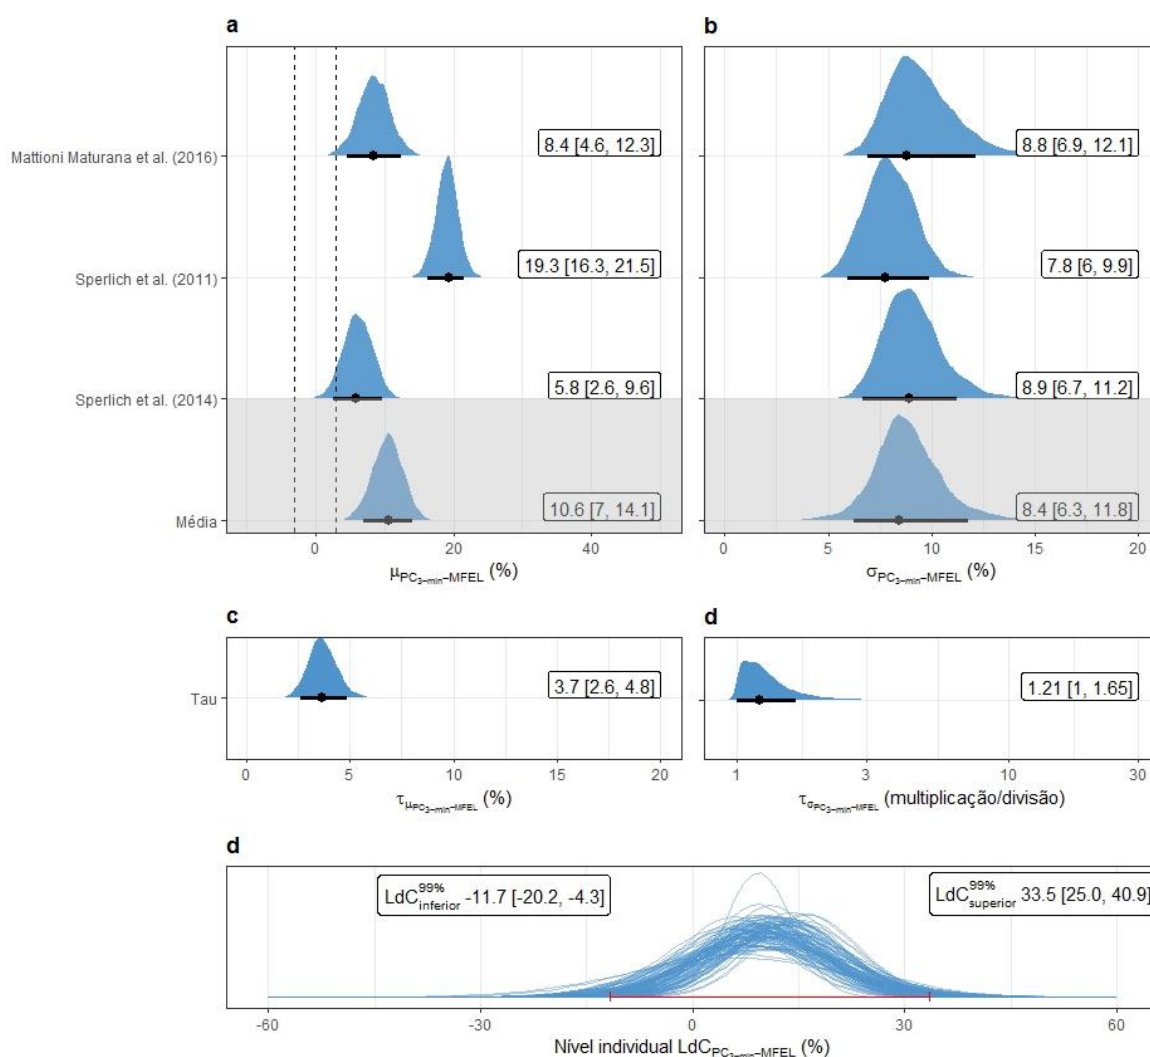 a
b
Mattioni Maturana et al. (2016)
8.4 [4.6, 12.3]
8.8 [6.9, 12.1]
Sperlich et al. (2011)
19.3 [16.3, 21.5]
7.8 [6, 9.9]
Sperlich et al. (2014)
5.8 [2.6, 9.6]
8.9 [6.7, 11.2]
Média
10.6 [7, 14.1]
8.4 [6.3, 11.8]
0 20 40
0 5 10 15 20
μPC3−min−MFEL (%)
σPC3−min−MFEL (%)
c
d
Tau
3.7 [2.6, 4.8]
1.21 [1, 1.65]
0 5 10 15 20
1 3 10 30
τμPC3−min−MFEL (%)
τσPC3−min−MFEL (multiplicação/divisão)
d
LdC99%inferior -11.7 [-20.2, -4.3]
LdC99%superior 33.5 [25.0, 40.9]
-60 -30 0 30 60
Nível individual LdCPC3−min−MFEL (%)